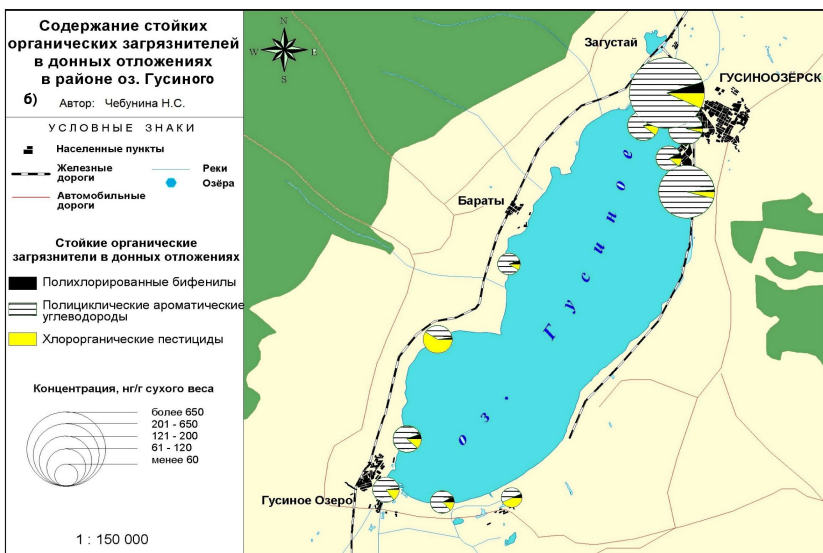 Содержание стойких
органических загрязнителей
в донных отложениях
в районе оз. Гусиного
б) Автор: Чебунина Н.С.
УСЛОВНЫЕ ЗНАКИ
Населенные пункты
Железные
дороги
Реки
Озёра
Автомобильные
дороги
Стойкие органические
загрязнители в донных отложениях
Полихлорированные бифенилы
Полициклические ароматические
углеводороды
Хлорорганические пестициды
Концентрация, нг/г сухого веса
более 650
201 - 650
121 - 200
61 - 120
менее 60
1 : 150 000
N
W
E
S
Загустай
ГУСИНООЗЁРСК
Бараты
оз. Гусиное
Гусиное Озеро